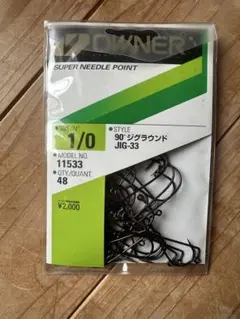 OWNER
SUPER NEEDLE POINT
1/0
STYLE
90°ジグラウンド
JIG-33
MODEL NO.
11533
QTY/QUANT.
48
¥2,000